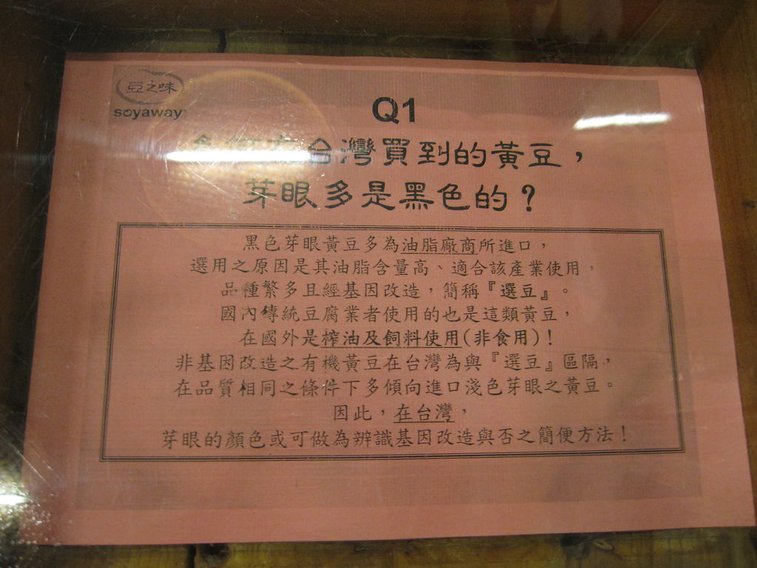 豆之味
soyaway
Q1
台灣買到的黃豆，
芽眼多是黑色的？
黑色芽眼黃豆多為油脂廠商所進口，
選用之原因是其油脂含量高、適合該產業使用，
品種繁多且經基因改造，簡稱『選豆』。
國內傳統豆腐業者使用的也是這類黃豆，
在國外是榨油及飼料使用(非食用)！
非基因改造之有機黃豆在台灣為與『選豆』區隔，
在品質相同之條件下多傾向進口淺色芽眼之黃豆。
因此，在台灣，
芽眼的顏色或可做為辨識基因改造與否之簡便方法！